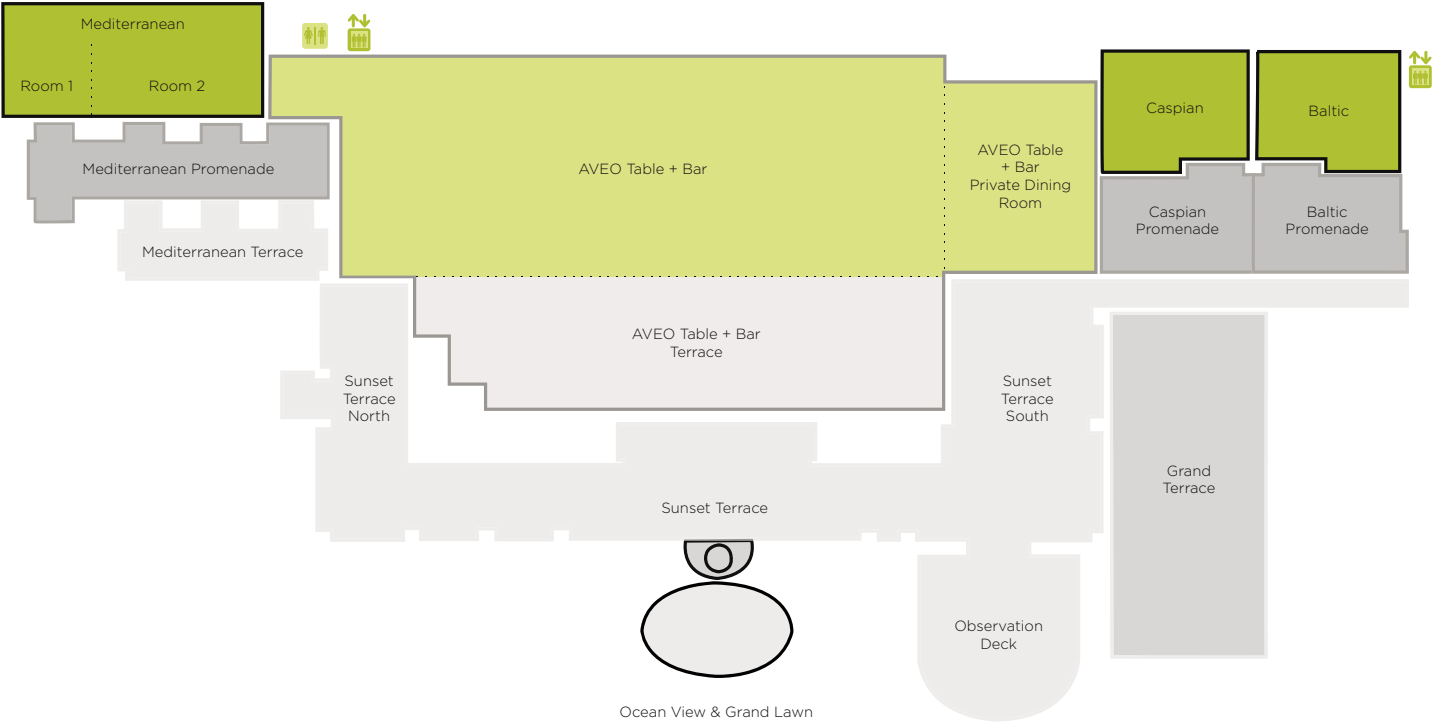 Mediterranean
Room 1
Room 2
Mediterranean Promenade
Mediterranean Terrace
AVEO Table + Bar
AVEO Table
+ Bar
Private Dining
Room
Caspian
Baltic
Caspian
Promenade
Baltic
Promenade
AVEO Table + Bar
Terrace
Sunset
Terrace
North
Sunset
Terrace
South
Grand
Terrace
Sunset Terrace
Observation
Deck
Ocean View & Grand Lawn